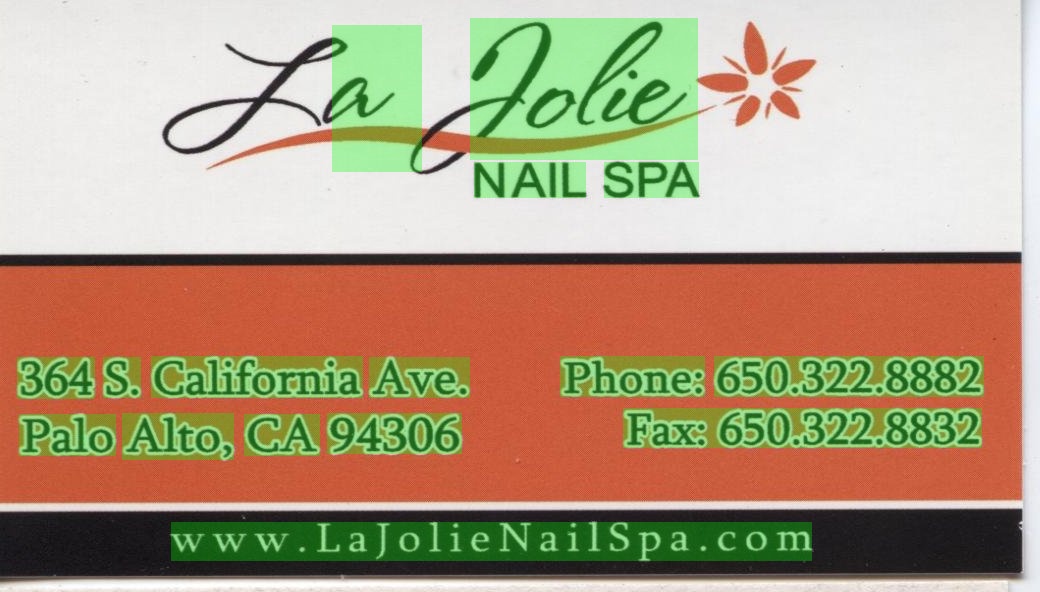 La Jolie
NAIL SPA
364 S. California Ave.
Palo Alto, CA 94306
Phone: 650.322.8882
Fax: 650.322.8832
www.LaJolieNailSpa.com